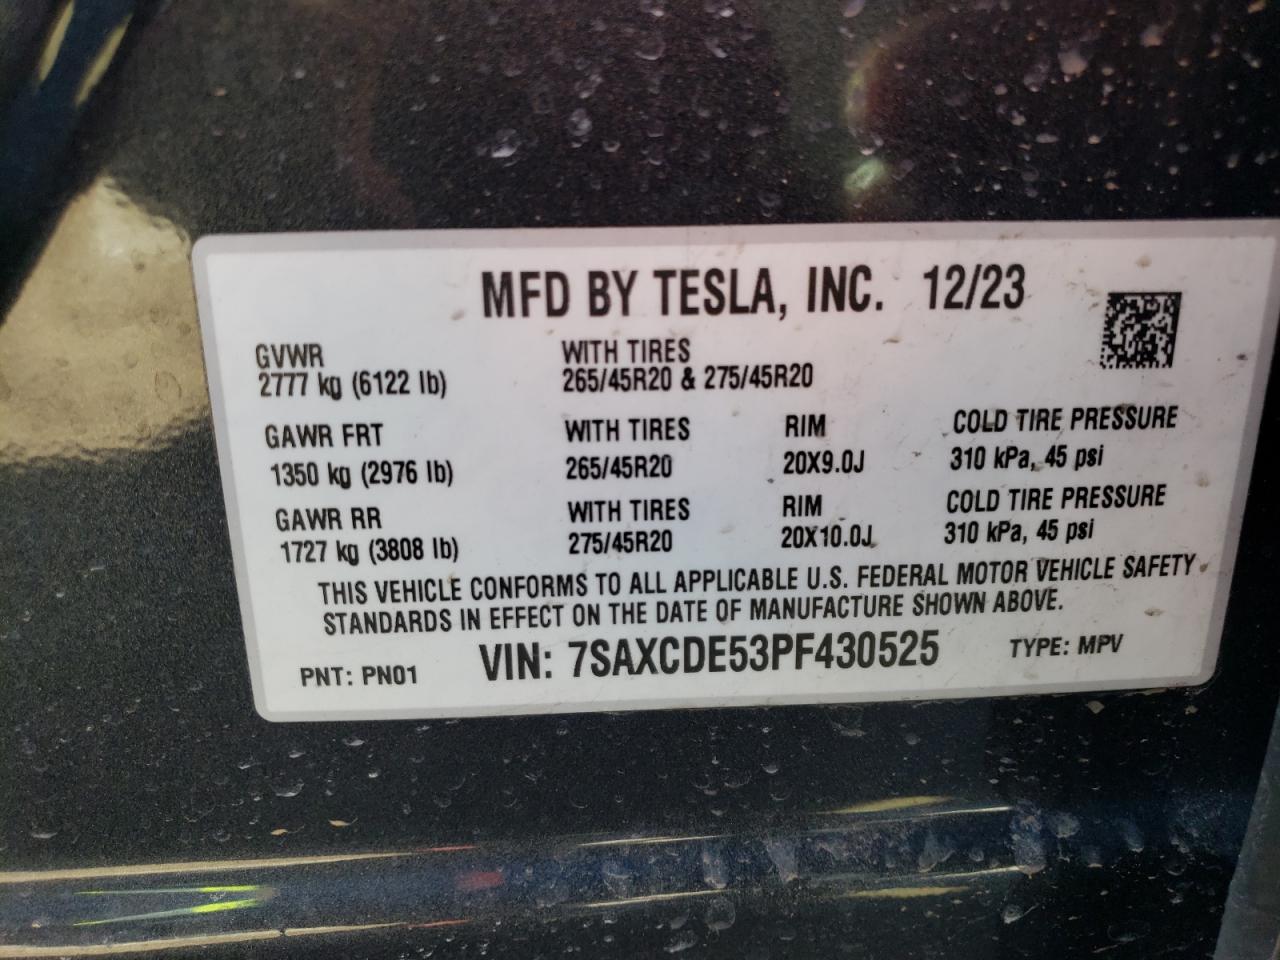 MFD BY TESLA, INC. 12/23
GVWR WITH TIRES
2777 kg (6122 lb) 265/45R20 & 275/45R20
GAWR FRT WITH TIRES RIM COLD TIRE PRESSURE
1350 kg (2976 lb) 265/45R20 20X9.0J 310 kPa, 45 psi
GAWR RR WITH TIRES RIM COLD TIRE PRESSURE
1727 kg (3808 lb) 275/45R20 20X10.0J 310 kPa, 45 psi
THIS VEHICLE CONFORMS TO ALL APPLICABLE U.S. FEDERAL MOTOR VEHICLE SAFETY
STANDARDS IN EFFECT ON THE DATE OF MANUFACTURE SHOWN ABOVE.
PNT: PN01 VIN: 7SAXCDE53PF430525 TYPE: MPV